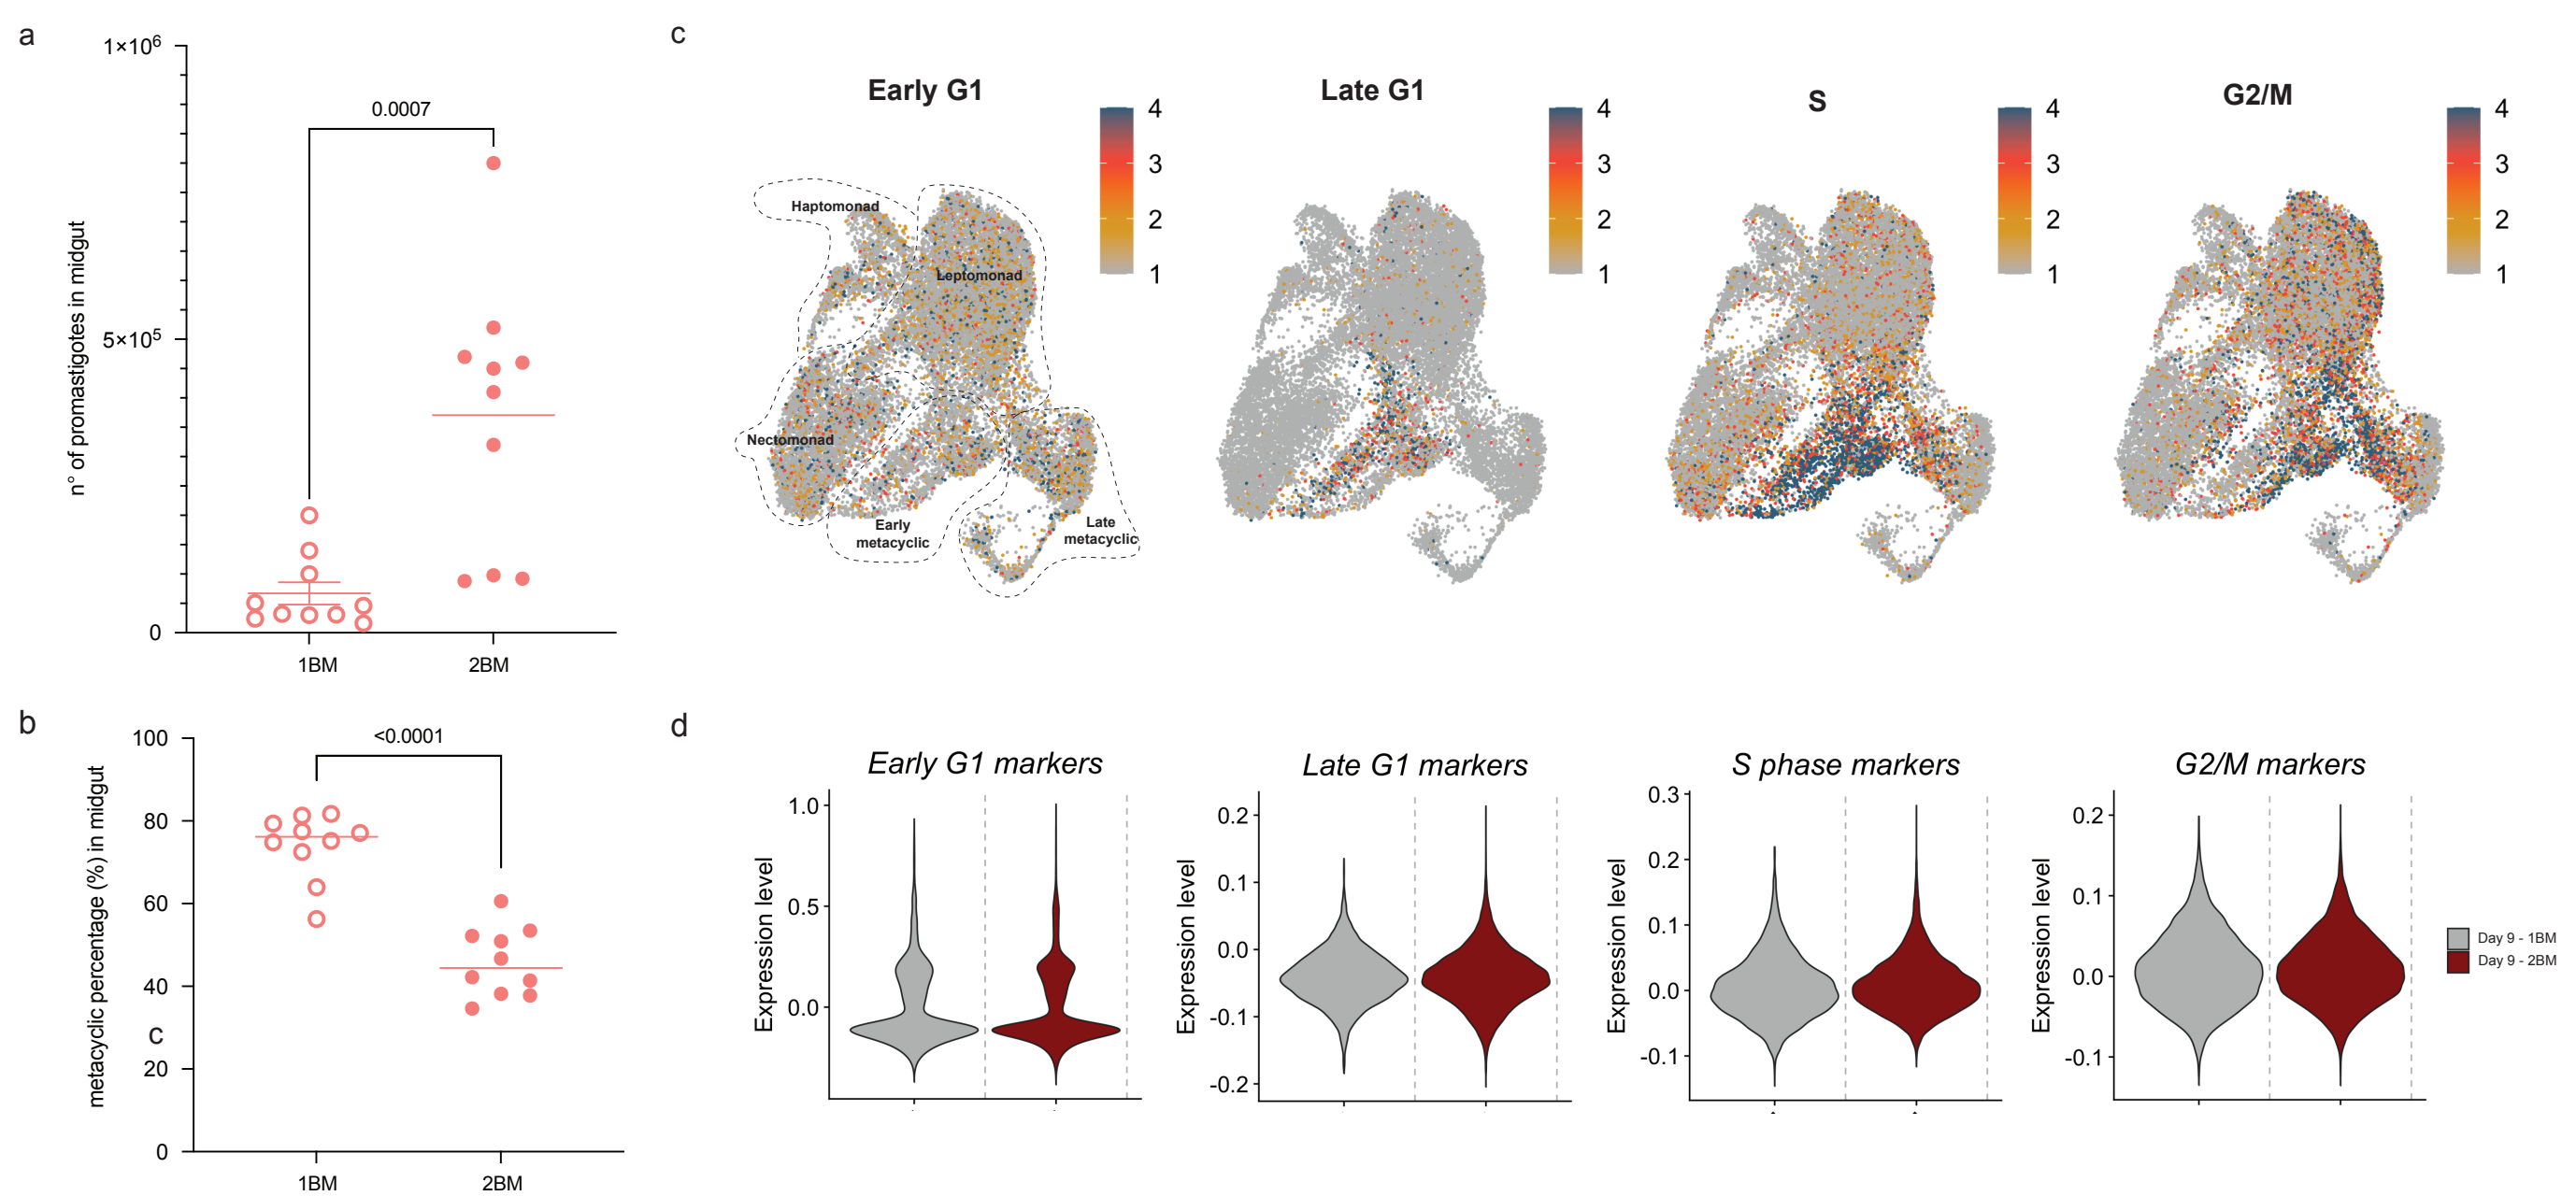 a
1×10⁶
5×10⁵
0
n° of promastigotes in midgut
0.0007
1BM
2BM
b
100
80
60
40
20
0
metacyclic percentage (%) in midgut
<0.0001
c
1BM
2BM
c
Early G1
4
3
2
1
Haptomonad
Leptomonad
Nectomonad
Early
metacyclic
Late
metacyclic
Late G1
4
3
2
1
S
4
3
2
1
G2/M
4
3
2
1
d
Early G1 markers
Expression level
1.0
0.5
0.0
Late G1 markers
Expression level
0.2
0.1
0.0
-0.1
-0.2
S phase markers
Expression level
0.3
0.2
0.1
0.0
-0.1
G2/M markers
Expression level
0.2
0.1
0.0
-0.1
Day 9 - 1BM
Day 9 - 2BM